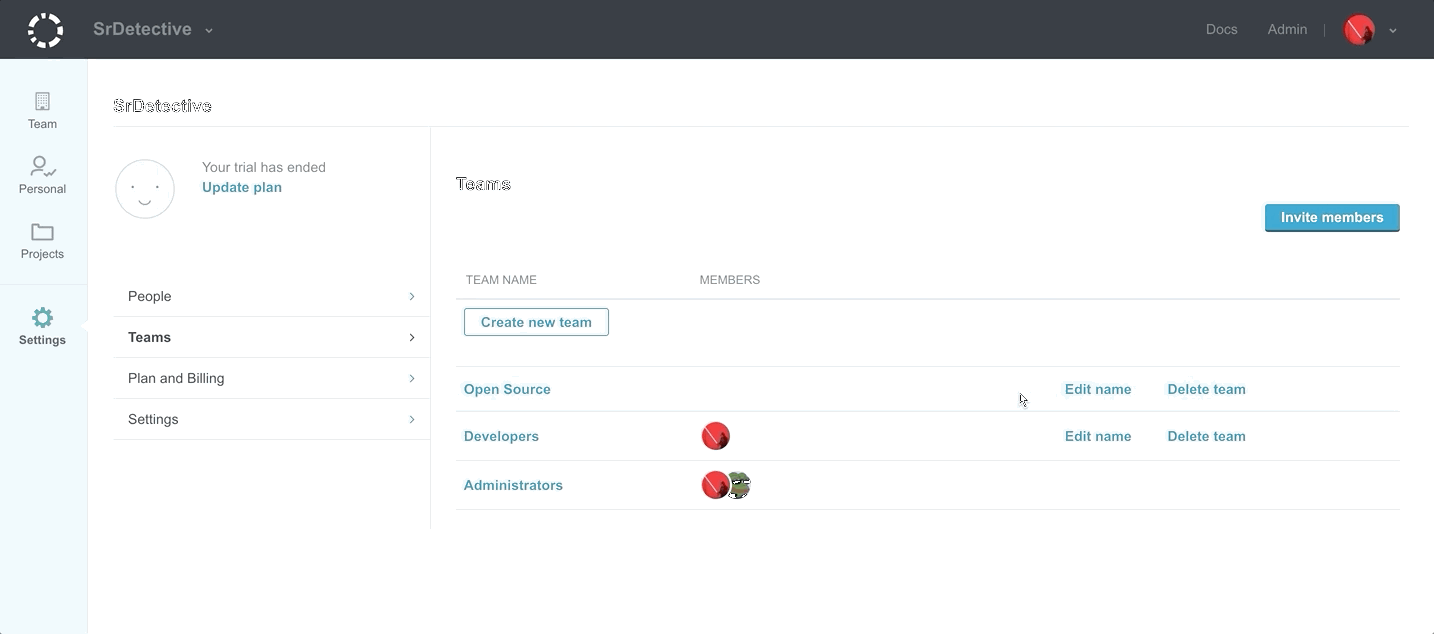 SrDetective
Docs Admin
Team
Personal
Projects
Settings
SrDetective
Your trial has ended
Update plan
People
Teams
Plan and Billing
Settings
Teams
Invite members
TEAM NAME MEMBERS
Create new team
Open Source Edit name Delete team
Developers Edit name Delete team
Administrators